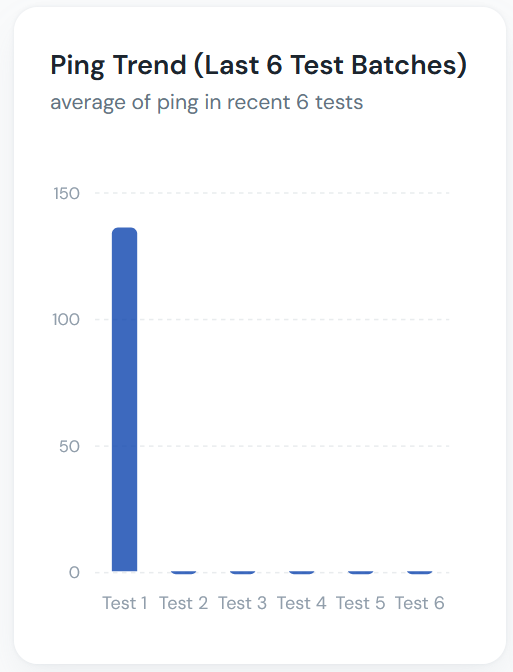 Ping Trend (Last 6 Test Batches)
average of ping in recent 6 tests
150
100
50
0
Test 1 Test 2 Test 3 Test 4 Test 5 Test 6